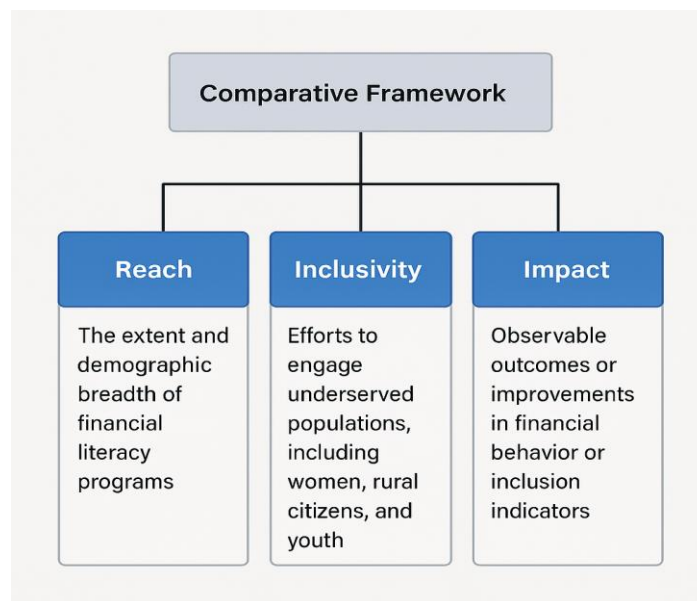 Comparative Framework
Reach
The extent and
demographic
breadth of
financial
literacy
programs
Inclusivity
Efforts to
engage
underserved
populations,
including
women, rural
citizens, and
youth
Impact
Observable
outcomes or
improvements
in financial
behavior or
inclusion
indicators